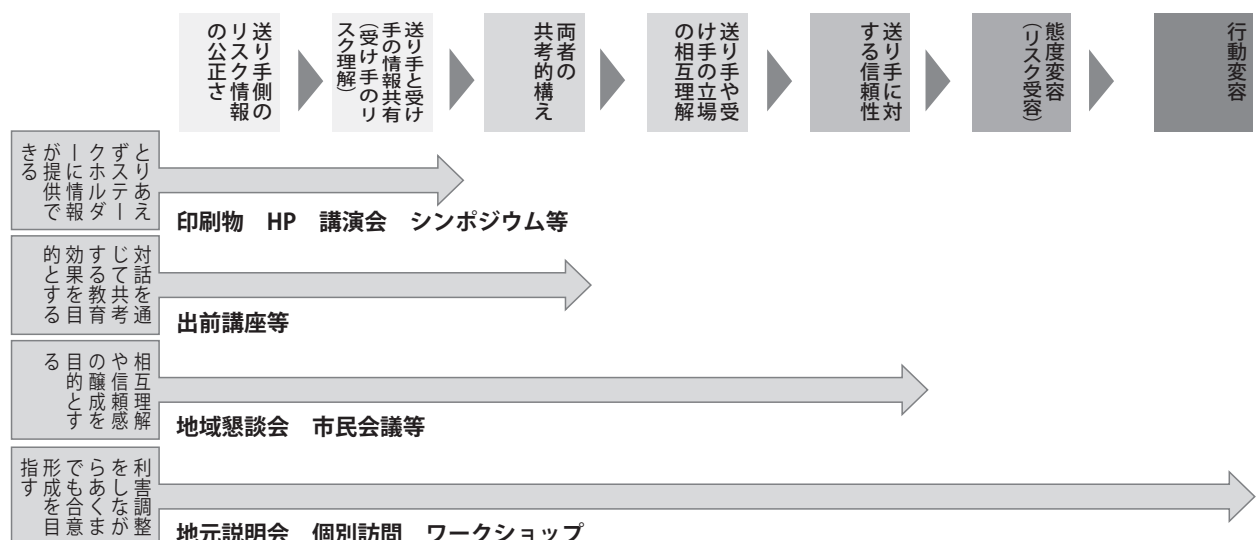 送り手側の
リスク情報
の公正さ
送り手と受け
手の情報共有
（受け手のリ
スク理解）
両者の
共考的構え
送り手や受
け手の立場
の相互理解
送り手に対
する信頼性
態度変容
（リスク受容）
行動変容
とりあえ
ずステー
クホルダ
ーに情報
が提供で
きる
印刷物　HP　講演会　シンポジウム等
対話を通
じて共考
する教育
効果を目
的とする
出前講座等
相互理解
や信頼感
の醸成を
目的とす
る
地域懇談会　市民会議等
利害調整
をしなが
らあくま
でも合意
形成を目
指す
地元説明会　個別訪問　ワークショップ